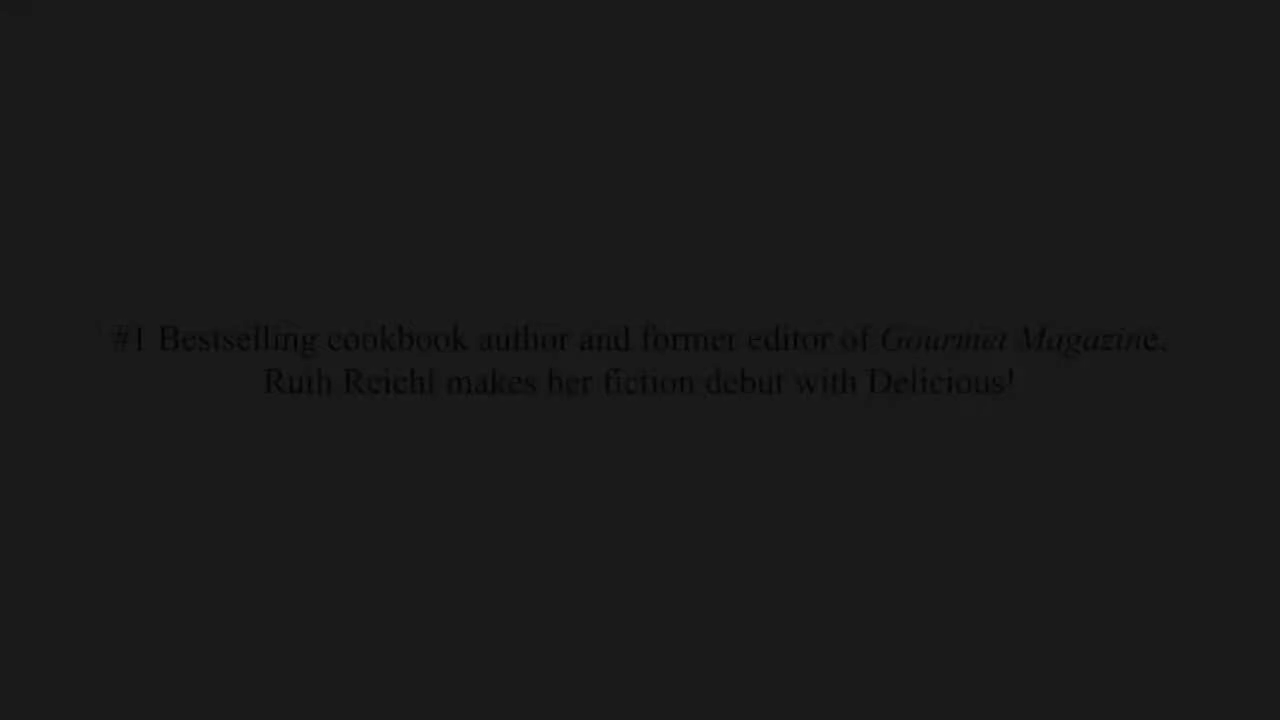 #1 Bestselling cookbook author and former editor of Gourmet Magazine,
Ruth Reichl makes her fiction debut with Delicious!